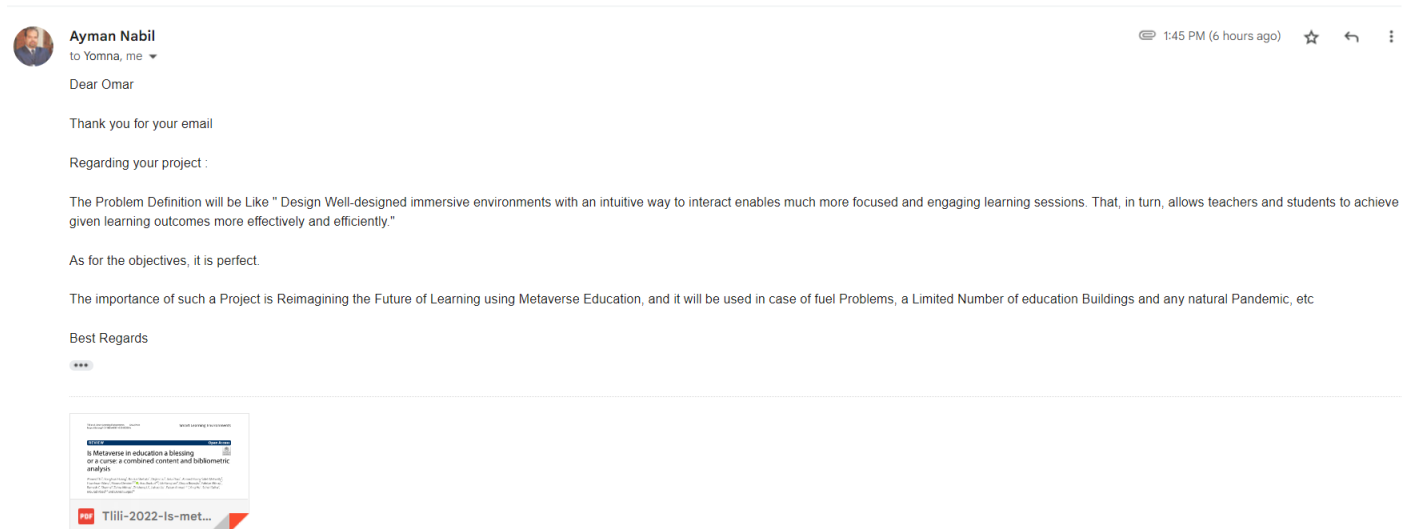 Ayman Nabil
1:45 PM (6 hours ago)
to Yomna, me
Dear Omar
Thank you for your email
Regarding your project :
The Problem Definition will be Like " Design Well-designed immersive environments with an intuitive way to interact enables much more focused and engaging learning sessions. That, in turn, allows teachers and students to achieve
given learning outcomes more effectively and efficiently."
As for the objectives, it is perfect.
The importance of such a Project is Reimagining the Future of Learning using Metaverse Education, and it will be used in case of fuel Problems, a Limited Number of education Buildings and any natural Pandemic, etc
Best Regards
REVIEW
Open Access
Is Metaverse in education a blessing
or a curse: a combined content and bibliometric
analysis
PDF
Tlili-2022-Is-met...